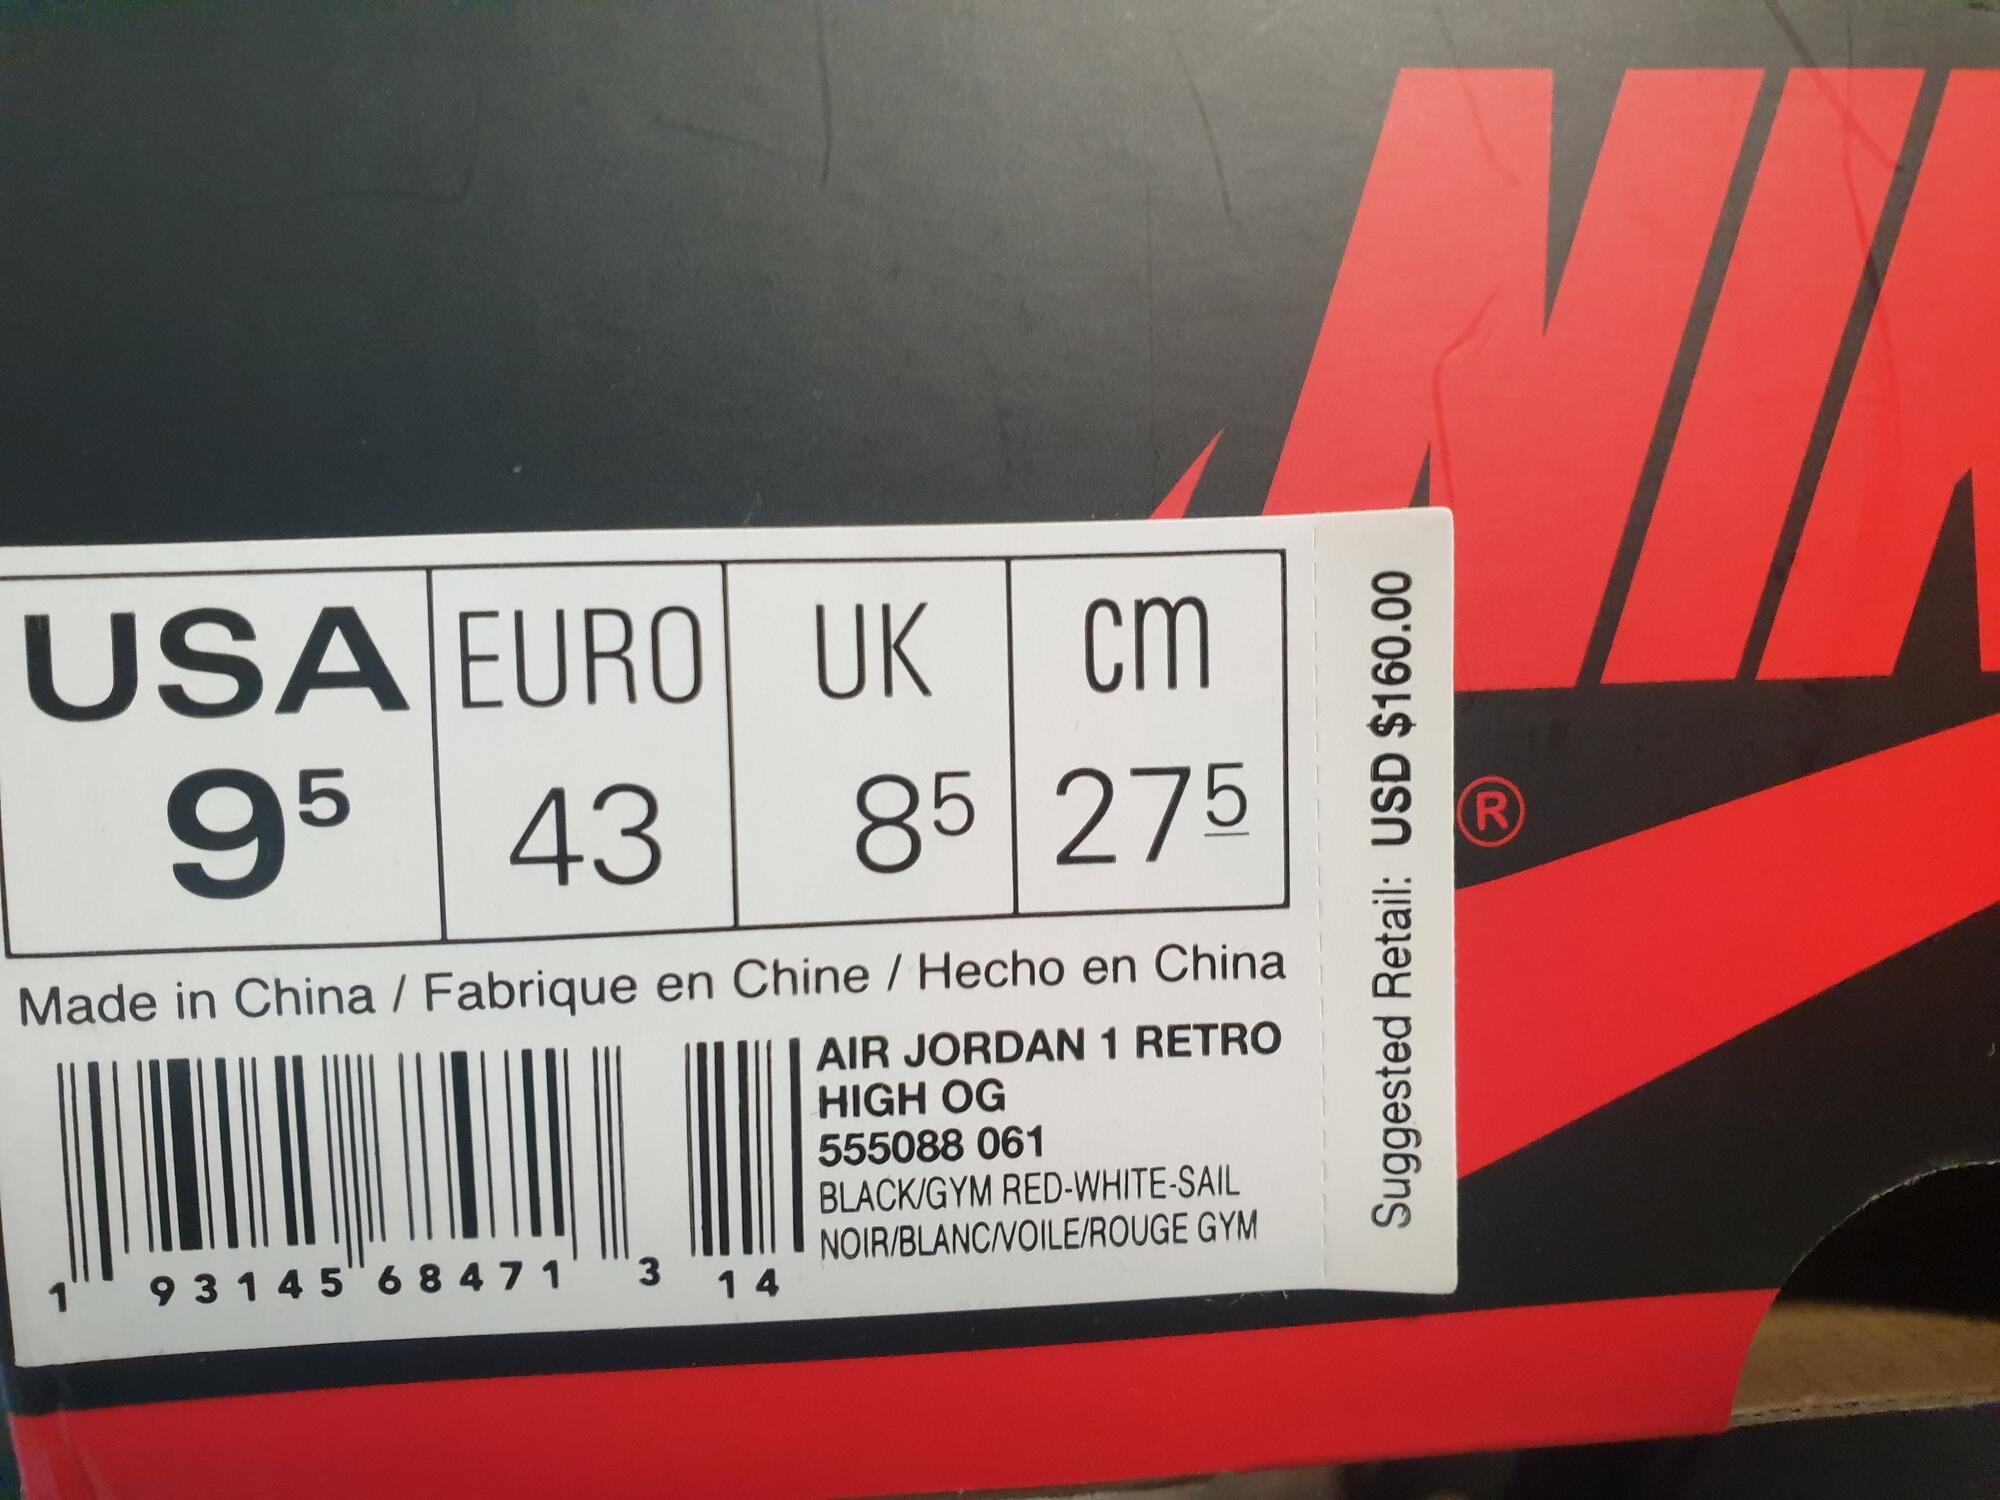 NIK
®
USA EURO UK cm
9⁵ 43 8⁵ 27⁵
Made in China / Fabrique en Chine / Hecho en China
AIR JORDAN 1 RETRO
HIGH OG
555088 061
BLACK/GYM RED-WHITE-SAIL
NOIR/BLANC/VOILE/ROUGE GYM
1 93145 68471 3 14
Suggested Retail: USD $160.00